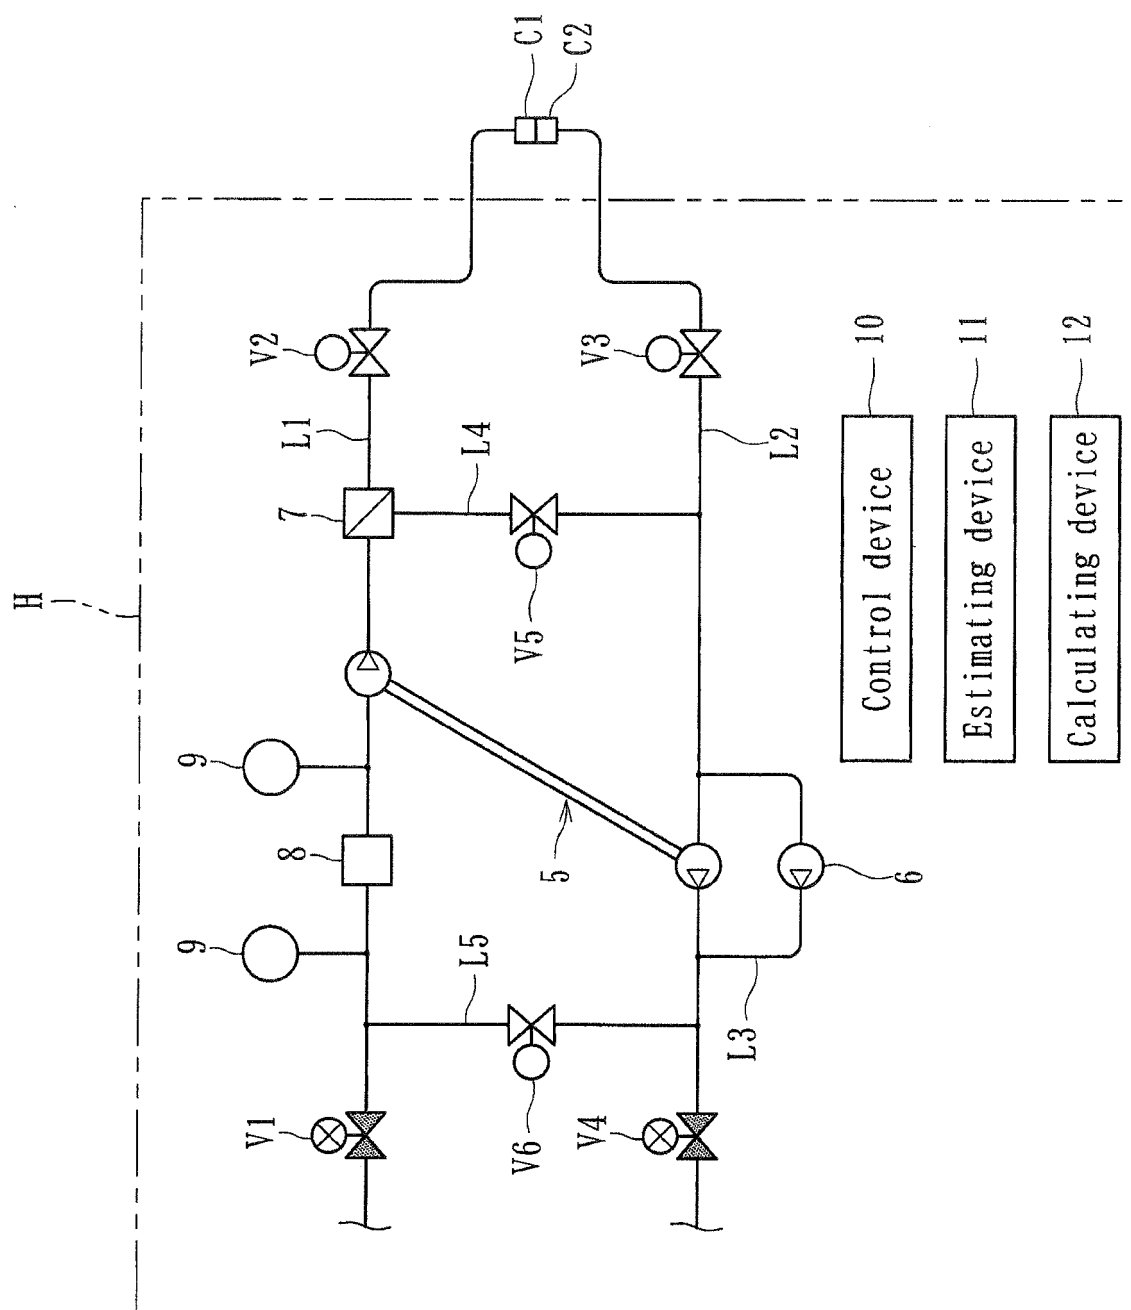 H
C1
C2
V2
V3
L1
L4
L2
7
V5
9
8
5
6
9
L5
L3
V1
V6
V4
10
Control device
11
Estimating device
12
Calculating device